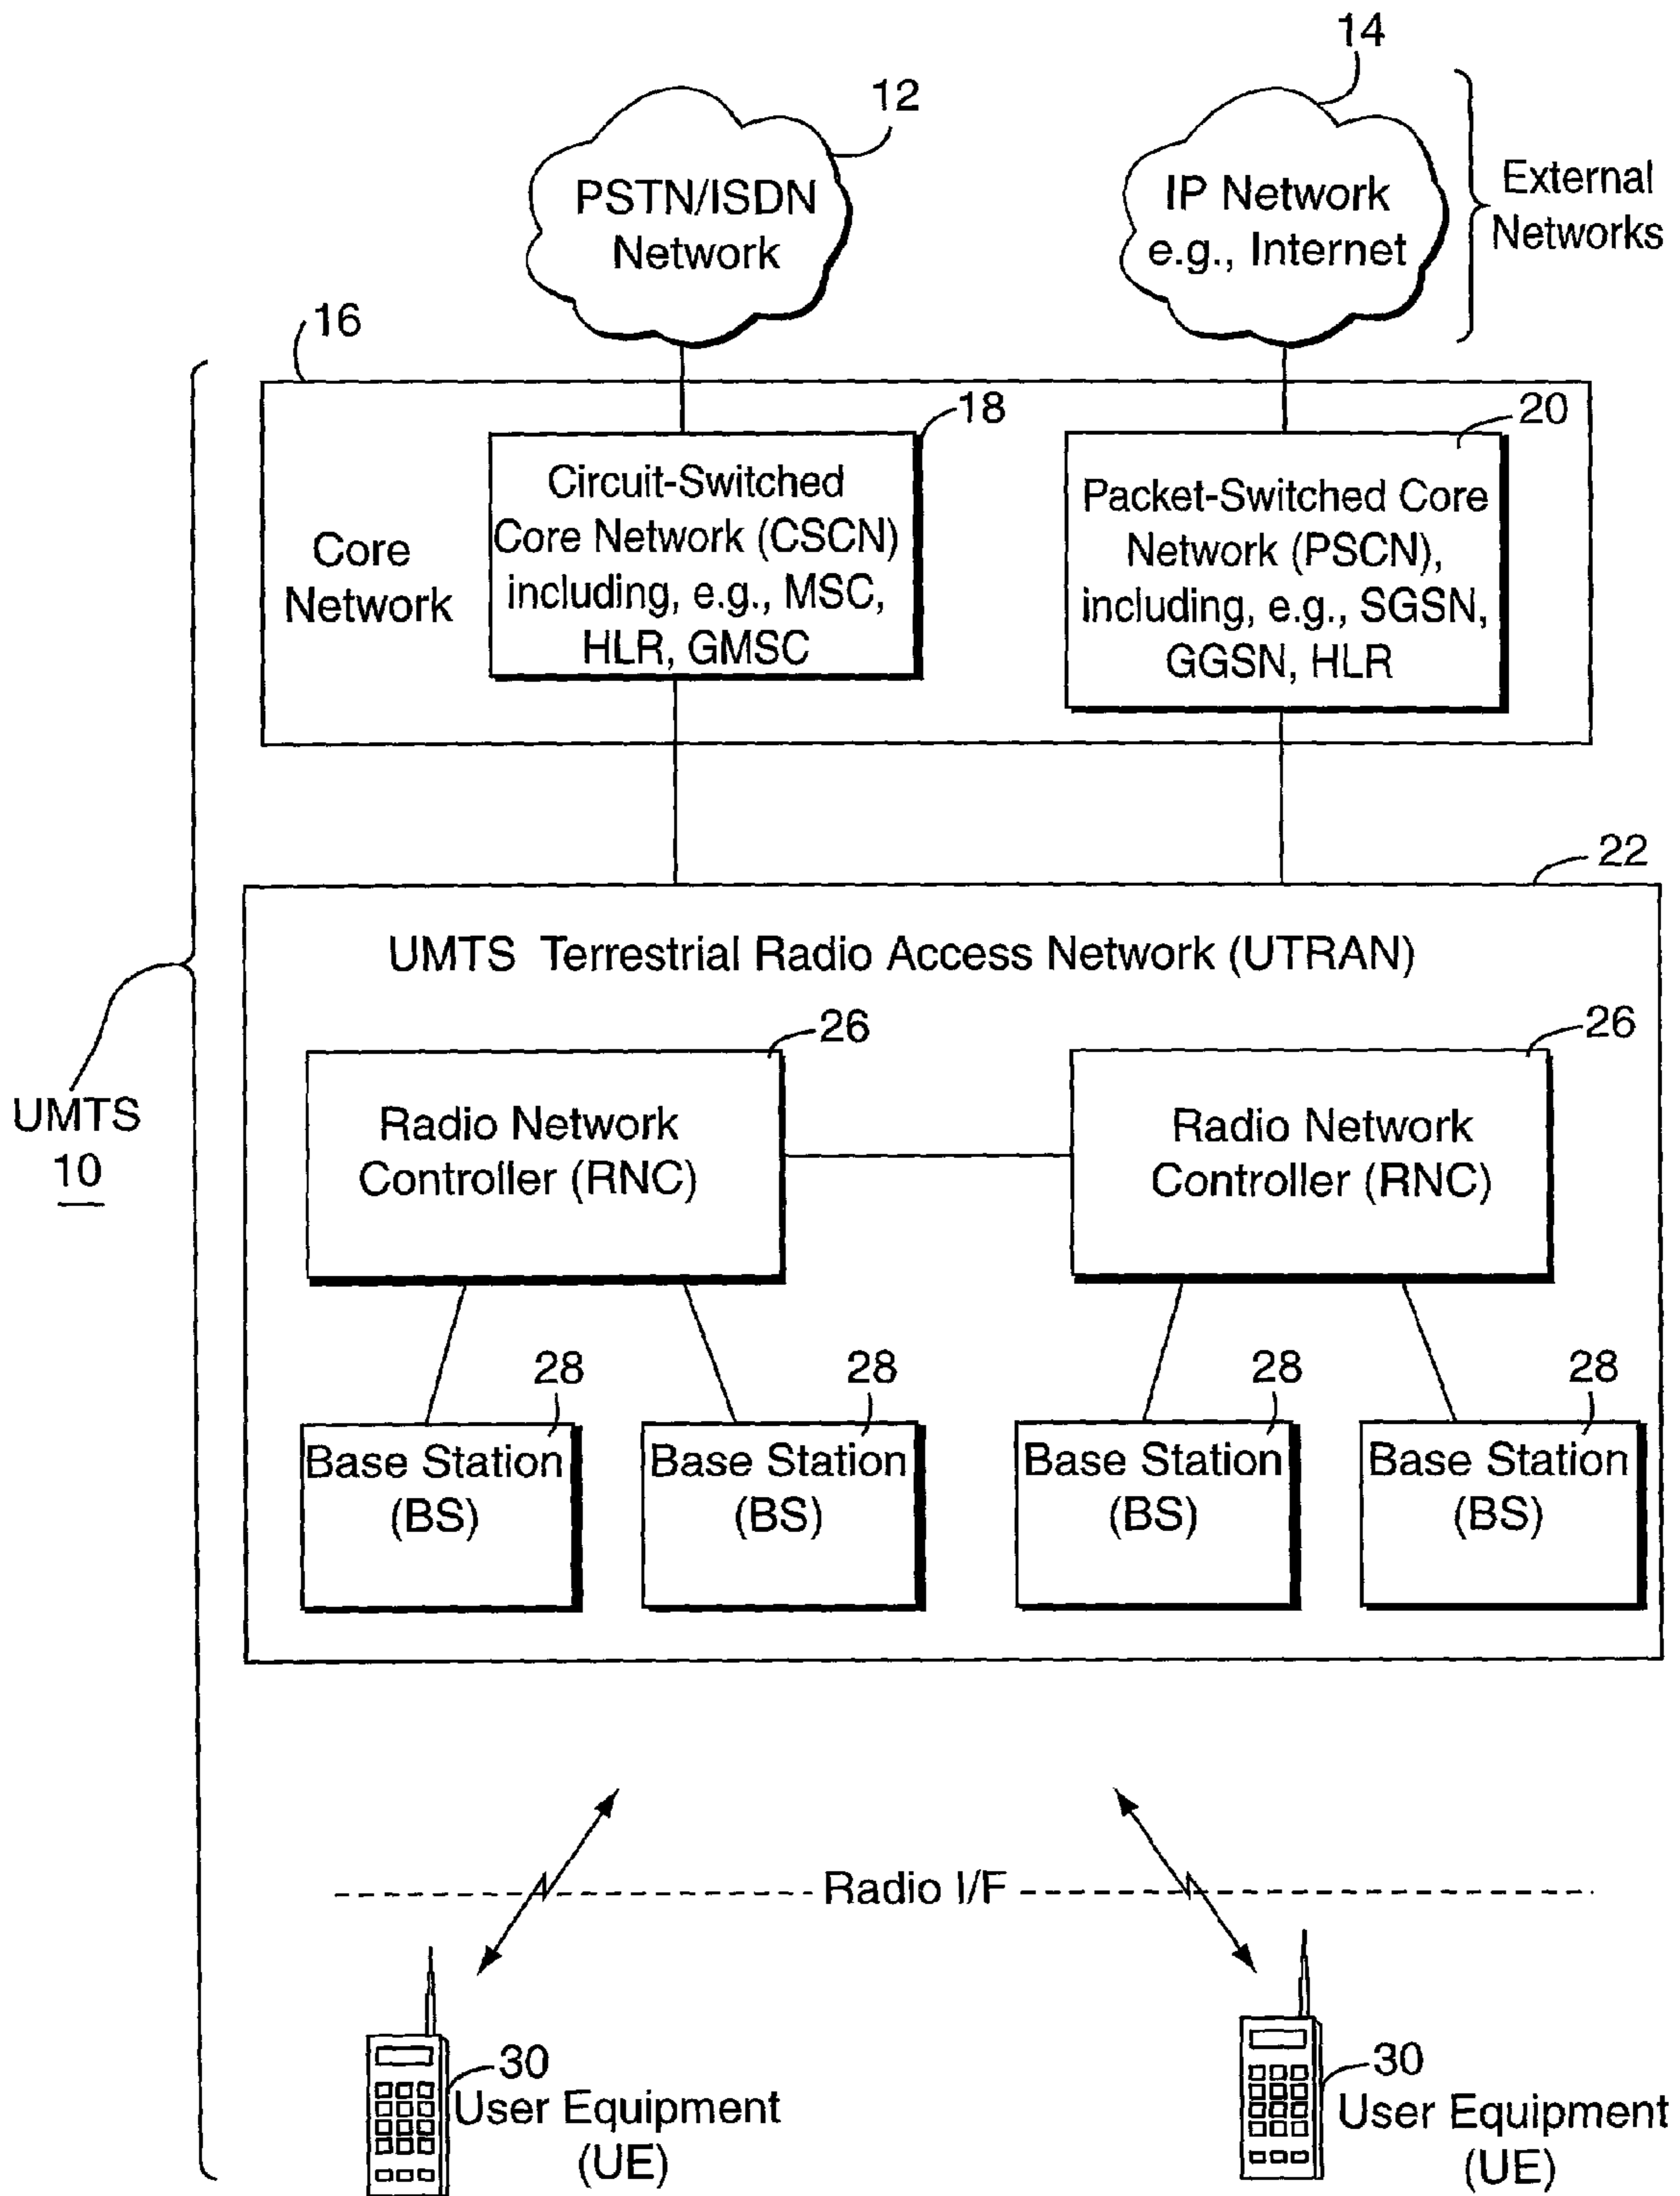 14
12
PSTN/ISDN
Network
IP Network
e.g., Internet
External
Networks
16
18
20
Core
Network
Circuit-Switched
Core Network (CSCN)
including, e.g., MSC,
HLR, GMSC
Packet-Switched Core
Network (PSCN),
including, e.g., SGSN,
GGSN, HLR
22
UMTS Terrestrial Radio Access Network (UTRAN)
26
26
UMTS
10
Radio Network
Controller (RNC)
Radio Network
Controller (RNC)
28
28
28
28
Base Station
(BS)
Base Station
(BS)
Base Station
(BS)
Base Station
(BS)
Radio I/F
30
User Equipment
(UE)
30
User Equipment
(UE)